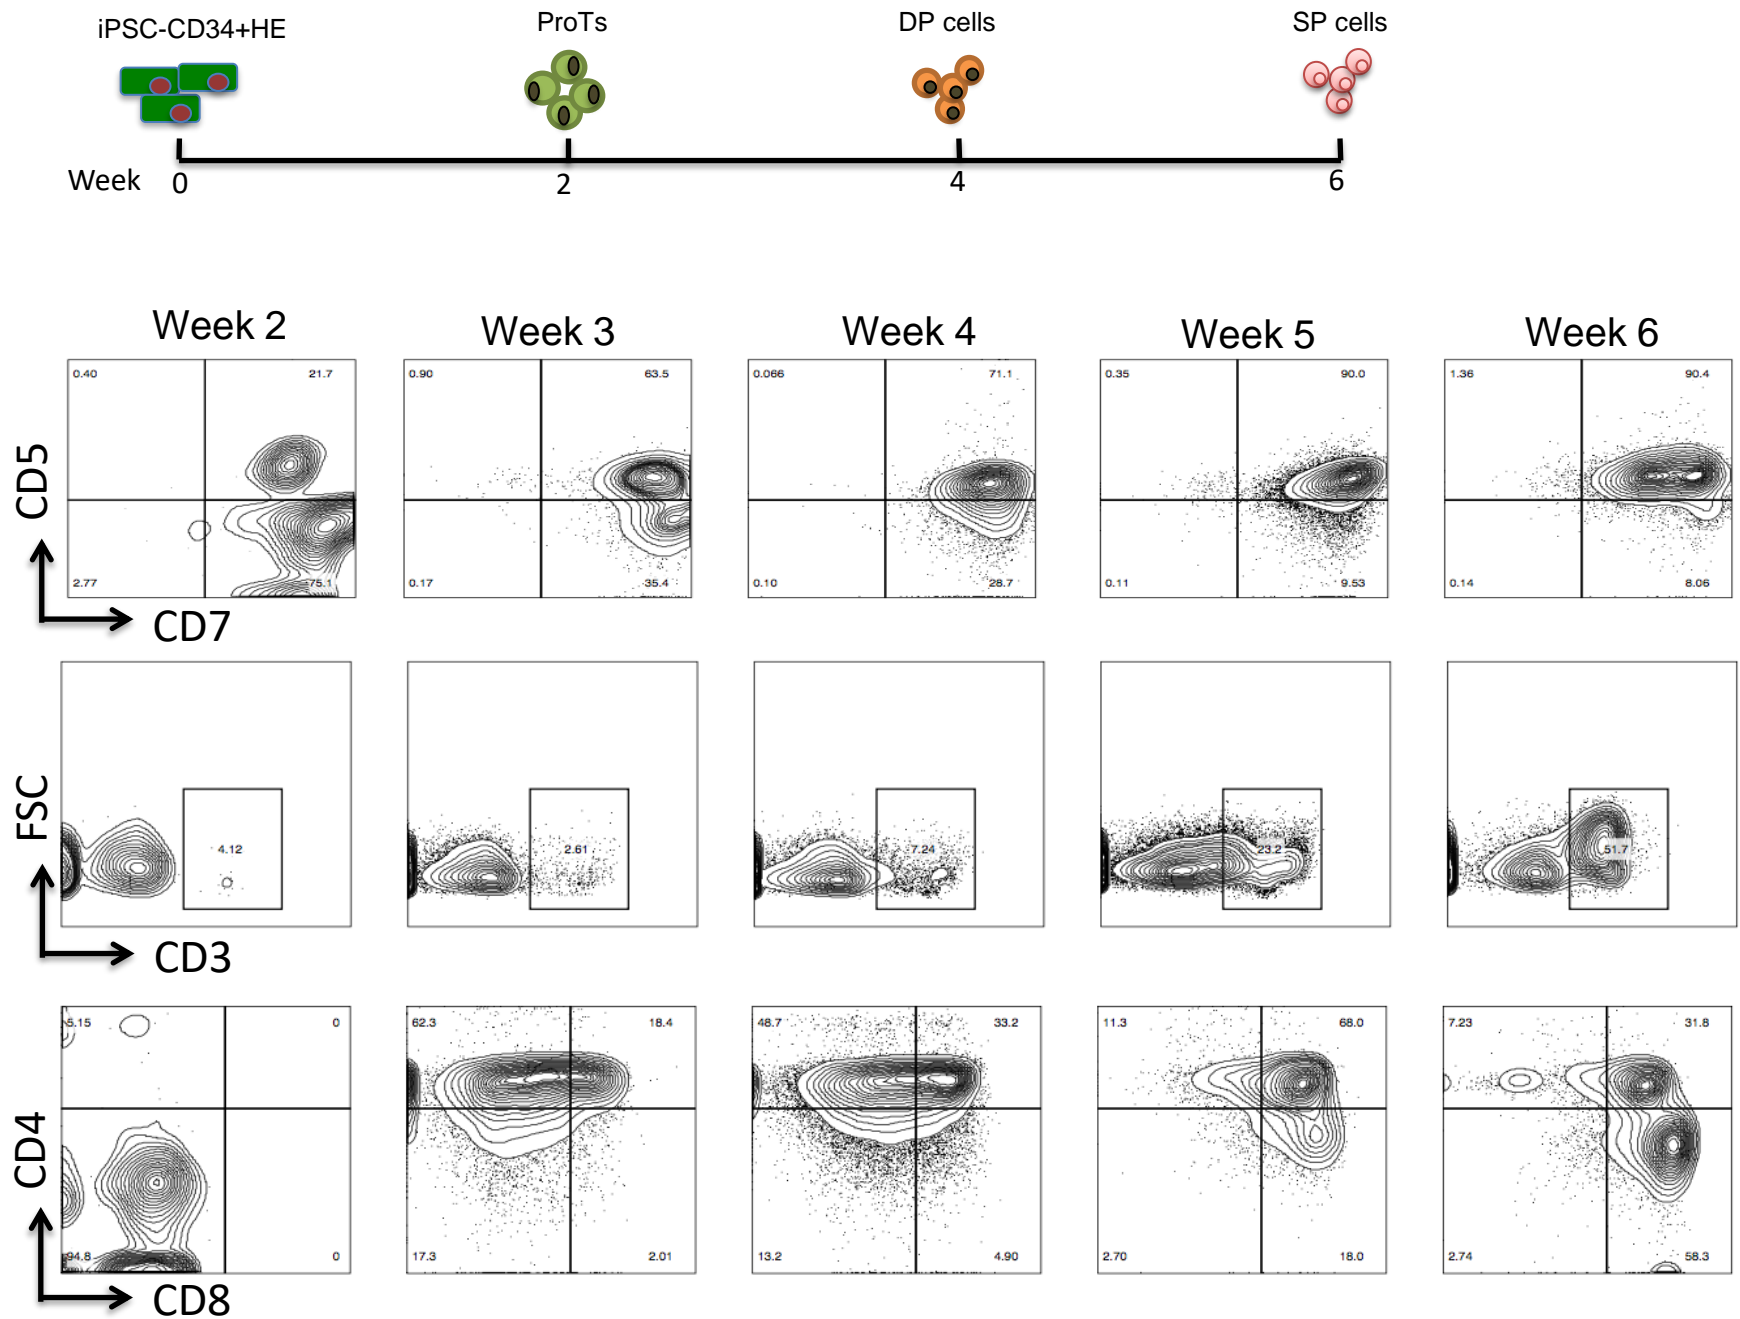 iPSC-CD34+HE ProTs DP cells SP cells
Week 0 2 4 6
Week 2 Week 3 Week 4 Week 5 Week 6
0.40 21.7 0.90 63.5 0.066 71.1 0.35 90.0 1.36 90.4
CD5
2.77 75.1 0.17 35.4 0.10 28.7 0.11 9.53 0.14 8.06
CD7
FSC
4.12 2.61 7.24 23.2 51.7
CD3
5.15 0 62.3 18.4 48.7 33.2 11.3 68.0 7.23 31.8
CD4
94.8 0 17.3 2.01 13.2 4.90 2.70 18.0 2.74 58.3
CD8